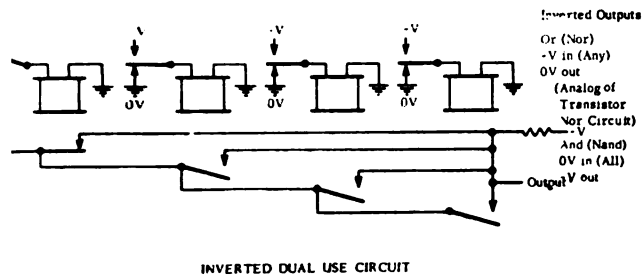 Inverted Outputs
-V
-V
-V
Or (Nor)
-V in (Any)
0V out
(Analog of
Transistor
Nor Circuit)
0V
0V
0V
-V
And (Nand)
0V in (All)
Output
-V out
INVERTED DUAL USE CIRCUIT